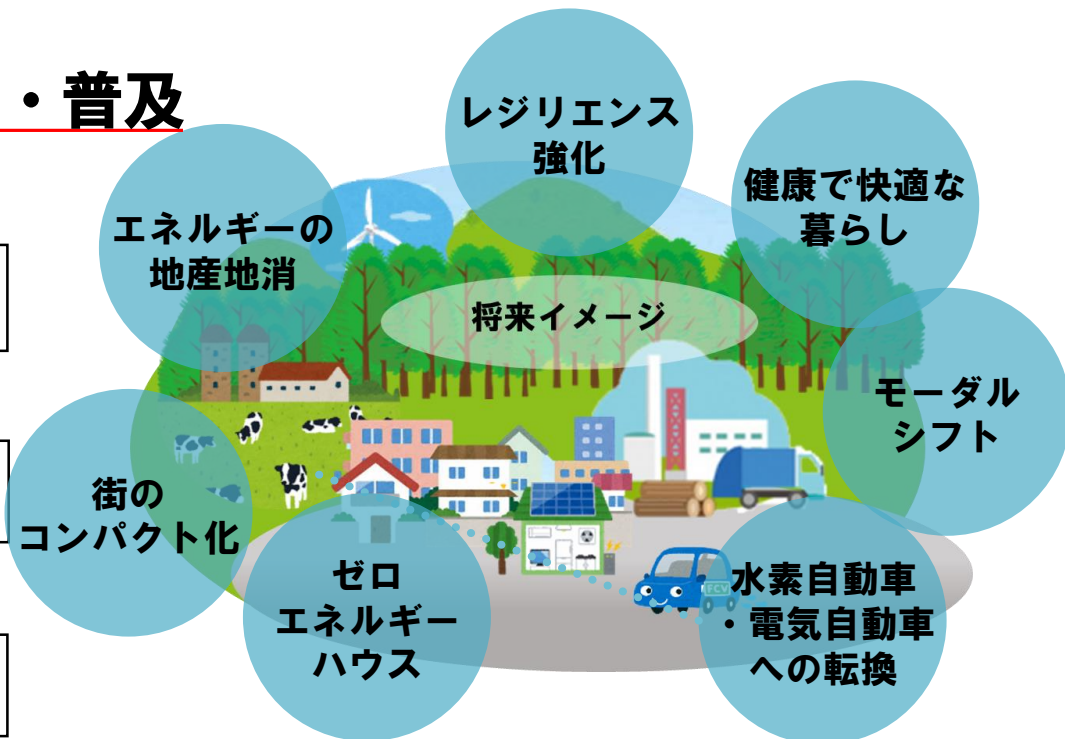 ・普及
レジリエンス
強化
健康で快適な
暮らし
エネルギーの
地産地消
将来イメージ
モーダル
シフト
街の
コンパクト化
ゼロ
エネルギー
ハウス
FCV
水素自動車
・電気自動車
への転換